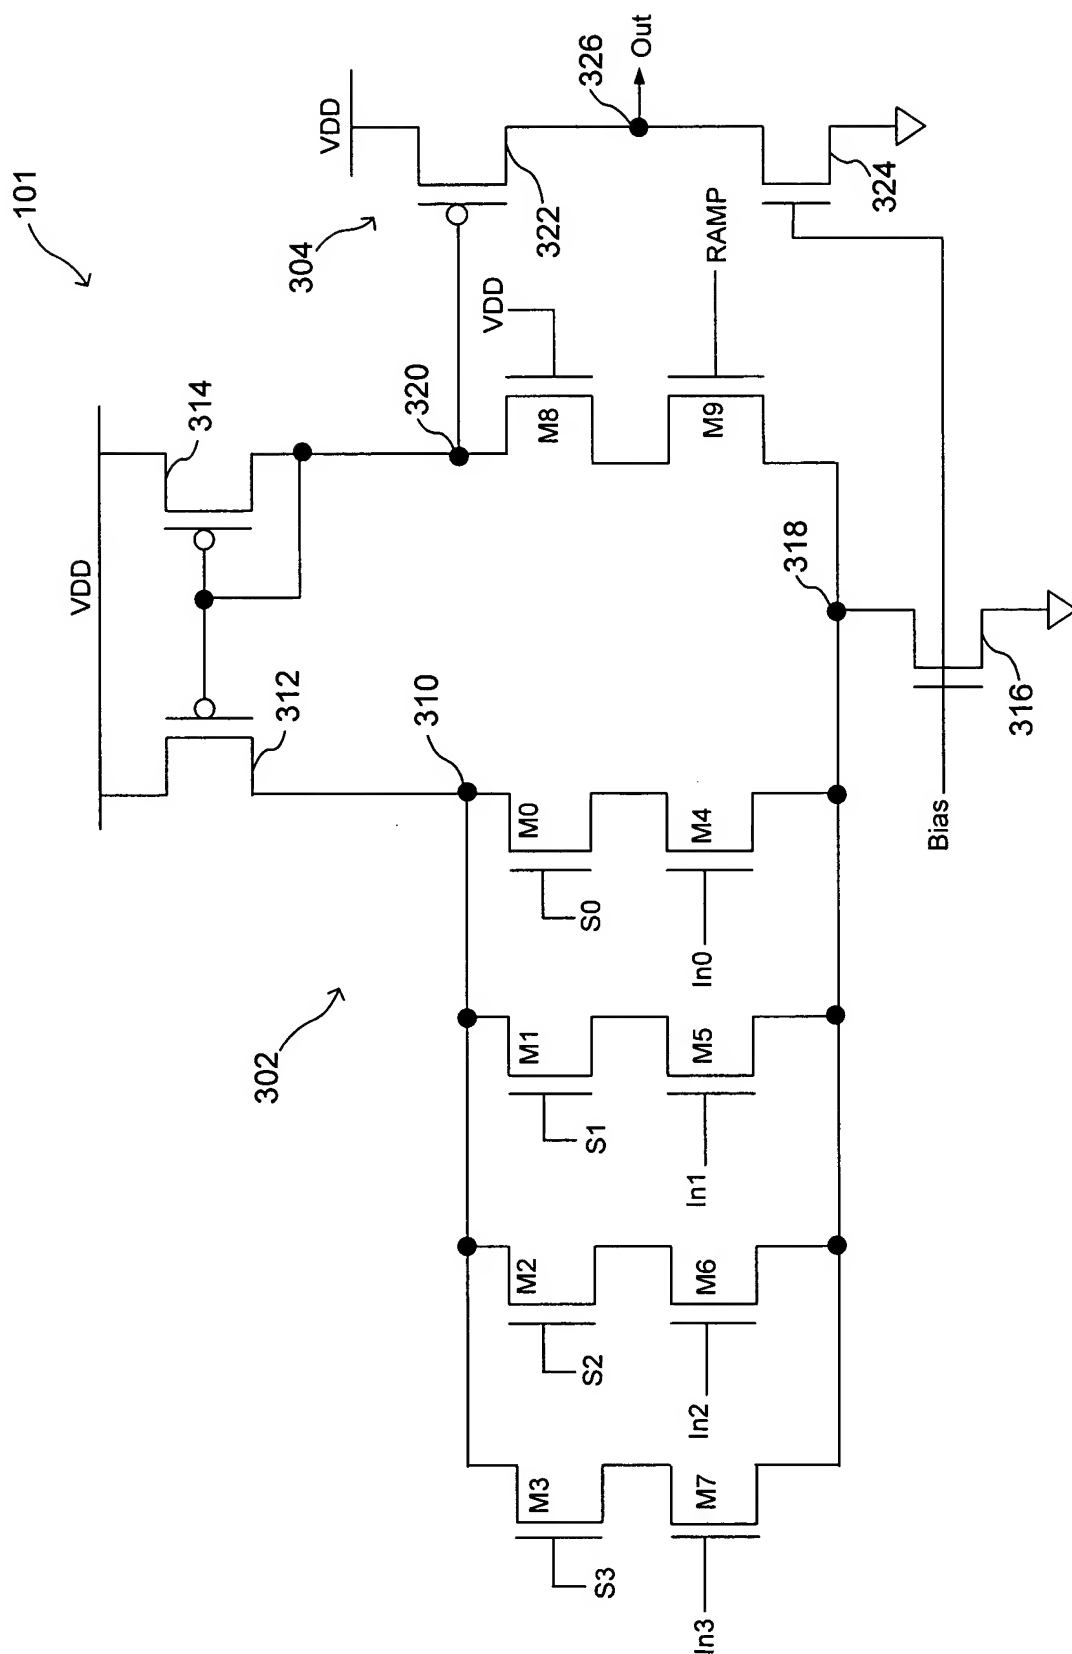 101
VDD
VDD
314
312
304
322
326
Out
320
310
VDD
M8
RAMP
M9
302
M0
S0
M4
In0
M1
S1
M5
In1
M2
S2
M6
In2
M3
S3
M7
In3
318
324
316
Bias